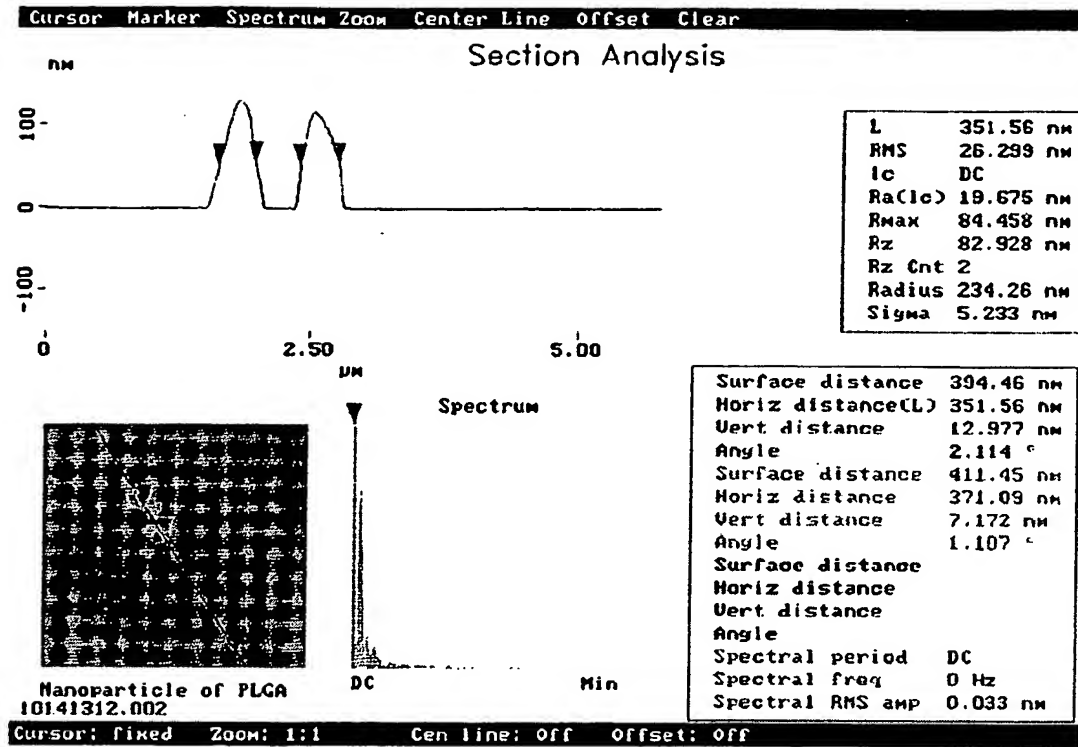 Cursor Marker Spectrum Zoom Center Line Offset Clear
Section Analysis
nm
100
0
-100
0 2.50 5.00
µm
L 351.56 nm
RMS 26.299 nm
lc DC
Ra(lc) 19.675 nm
Rmax 84.458 nm
Rz 82.928 nm
Rz Cnt 2
Radius 234.26 nm
Sigma 5.233 nm
Spectrum
DC Min
Surface distance 394.46 nm
Horiz distance(L) 351.56 nm
Vert distance 12.977 nm
Angle 2.114 °
Surface distance 411.45 nm
Horiz distance 371.09 nm
Vert distance 7.172 nm
Angle 1.107 °
Surface distance
Horiz distance
Vert distance
Angle
Spectral period DC
Spectral freq 0 Hz
Spectral RMS amp 0.033 nm
Nanoparticle of PLGA
10141312.002
Cursor: fixed Zoom: 1:1 Cen line: Off Offset: Off